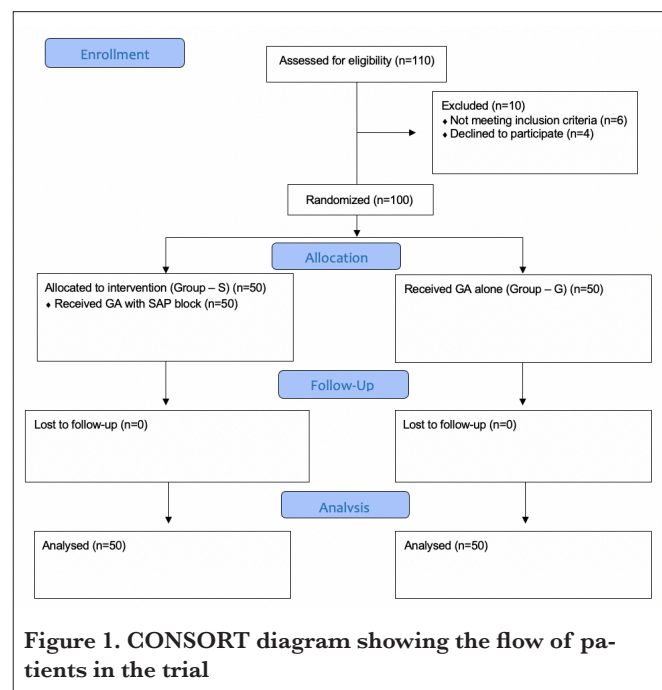 Enrollment
Assessed for eligibility (n=110)
Excluded (n=10)
♦ Not meeting inclusion criteria (n=6)
♦ Declined to participate (n=4)
Randomized (n=100)
Allocation
Allocated to intervention (Group – S) (n=50)
♦ Received GA with SAP block (n=50)
Received GA alone (Group – G) (n=50)
Follow-Up
Lost to follow-up (n=0)
Lost to follow-up (n=0)
Analysis
Analysed (n=50)
Analysed (n=50)
Figure 1. CONSORT diagram showing the flow of pa-
tients in the trial